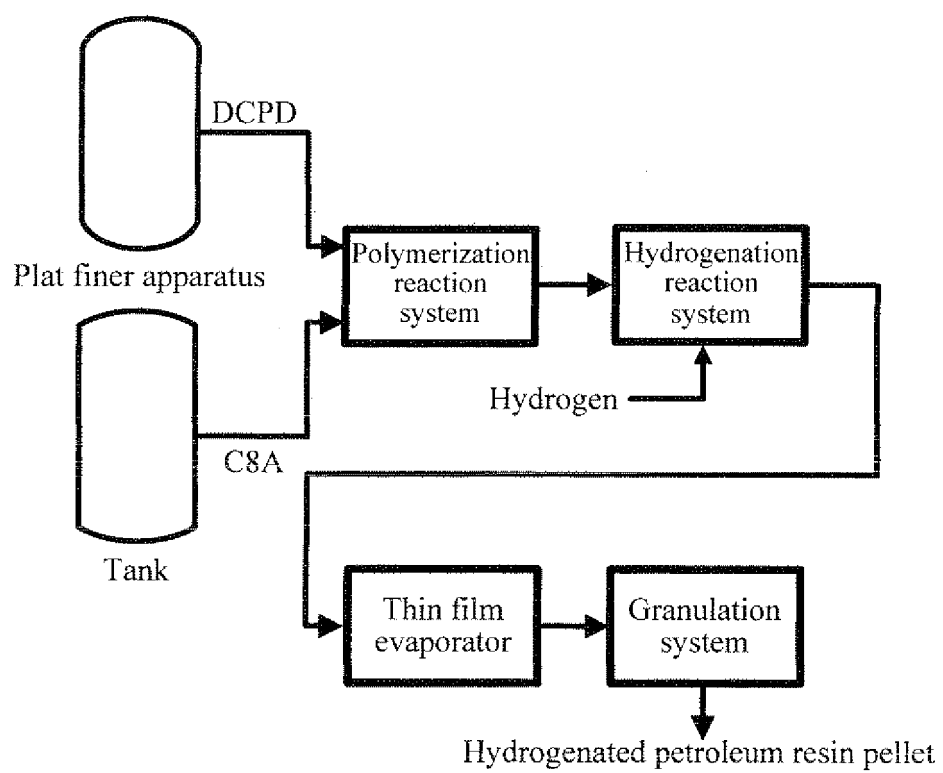 DCPD
Plat finer apparatus
Polymerization
reaction
system
Hydrogenation
reaction
system
Hydrogen
C8A
Tank
Thin film
evaporator
Granulation
system
Hydrogenated petroleum resin pellet